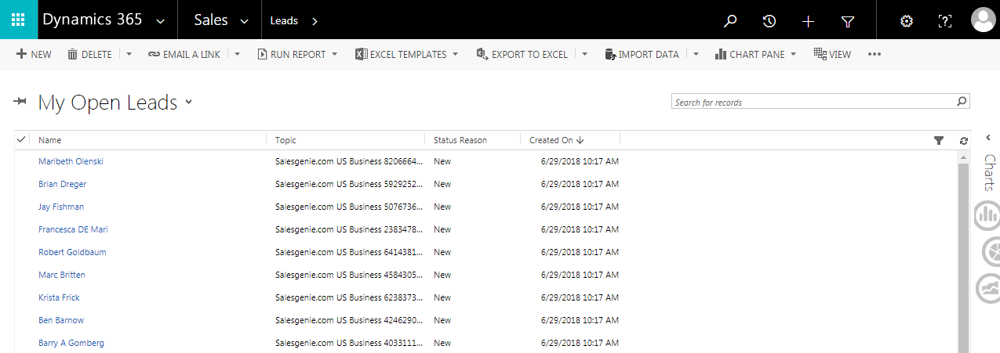 Dynamics 365 Sales Leads
NEW DELETE EMAIL A LINK RUN REPORT EXCEL TEMPLATES EXPORT TO EXCEL IMPORT DATA CHART PANE VIEW
My Open Leads
Search for records
Name Topic Status Reason Created On
Maribeth Olenski Salesgenie.com US Business 8206664... New 6/29/2018 10:17 AM
Brian Dreger Salesgenie.com US Business 5929252... New 6/29/2018 10:17 AM
Jay Fishman Salesgenie.com US Business 5076736... New 6/29/2018 10:17 AM
Francesca DE Mari Salesgenie.com US Business 2383478... New 6/29/2018 10:17 AM
Robert Goldbaum Salesgenie.com US Business 6414381... New 6/29/2018 10:17 AM
Marc Britten Salesgenie.com US Business 4584305... New 6/29/2018 10:17 AM
Krista Frick Salesgenie.com US Business 6238373... New 6/29/2018 10:17 AM
Ben Barnow Salesgenie.com US Business 4246290... New 6/29/2018 10:17 AM
Barry A Gomberg Salesgenie.com US Business 4033111... New 6/29/2018 10:17 AM
Charts